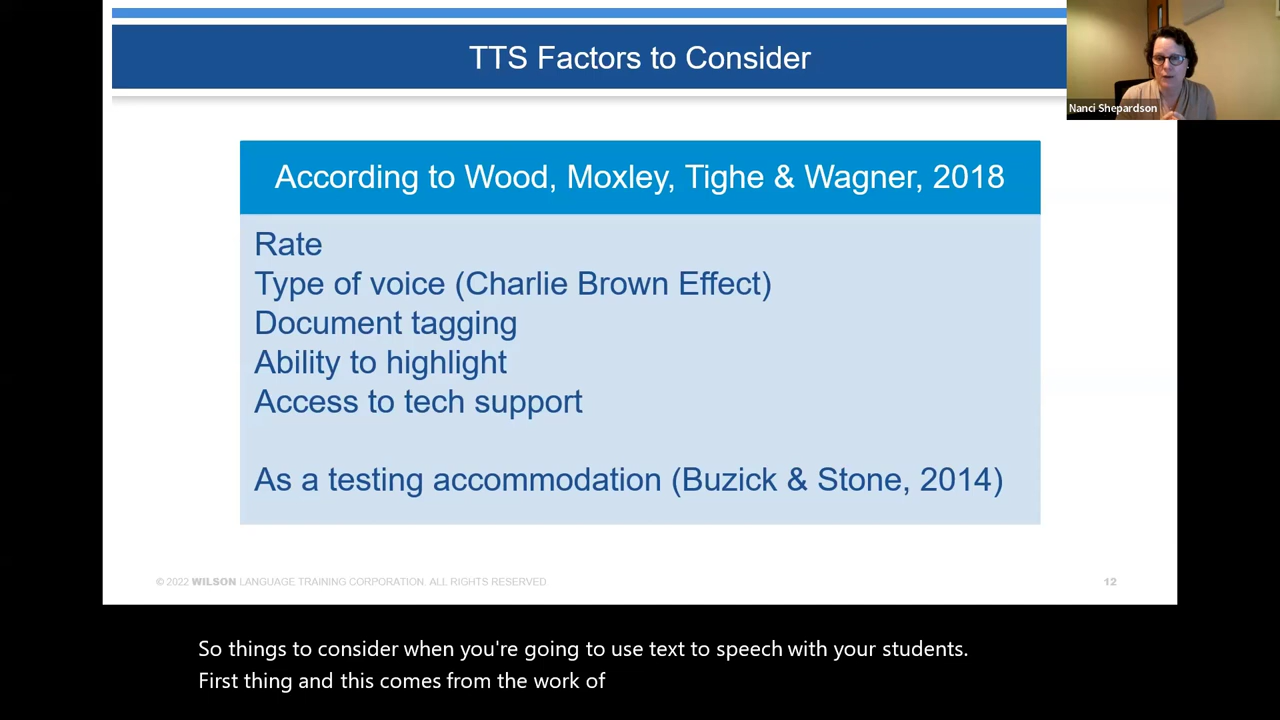 TTS Factors to Consider
Nanci Shepardson
According to Wood, Moxley, Tighe & Wagner, 2018
Rate
Type of voice (Charlie Brown Effect)
Document tagging
Ability to highlight
Access to tech support
As a testing accommodation (Buzick & Stone, 2014)
© 2022 WILSON LANGUAGE TRAINING CORPORATION. ALL RIGHTS RESERVED
12
So things to consider when you're going to use text to speech with your students.
First thing and this comes from the work of